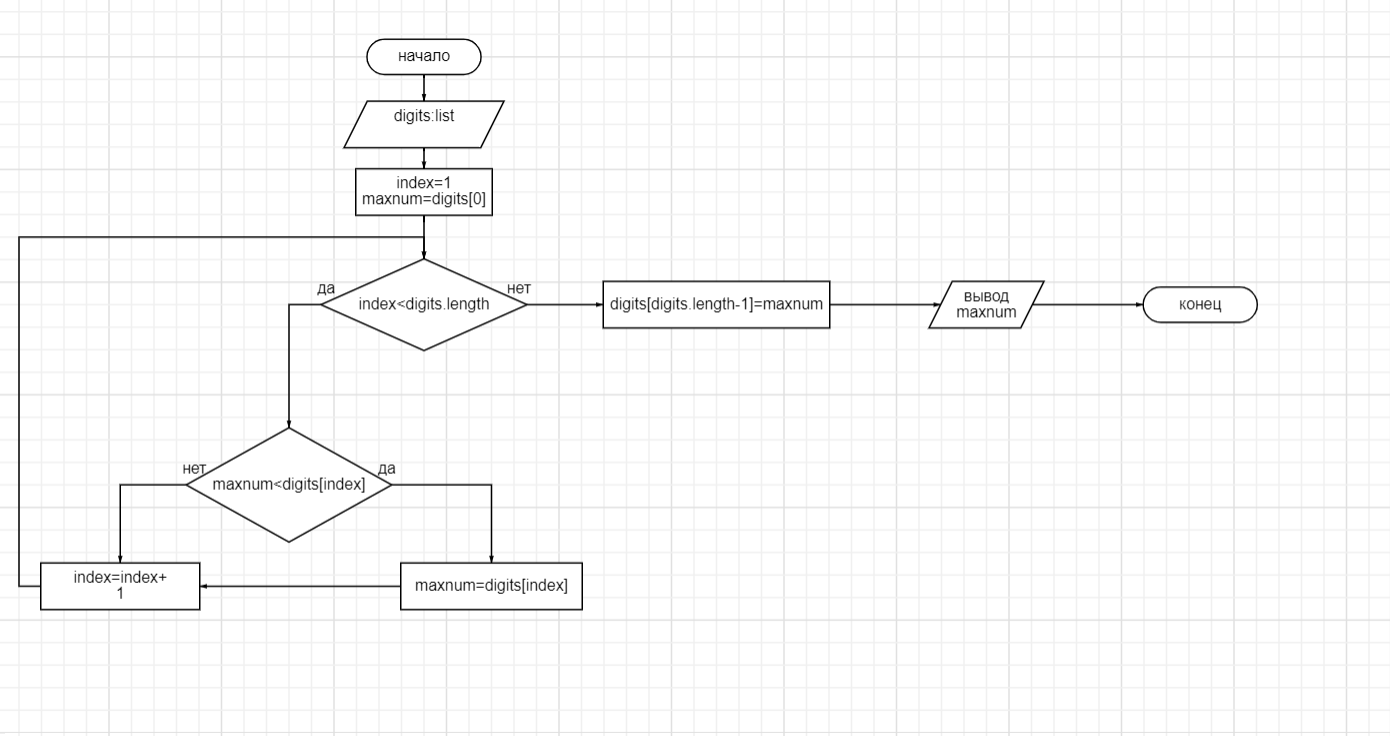 начало
digits:list
index=1
maxnum=digits[0]
да
index<digits.length
нет
digits[digits.length-1]=maxnum
вывод
maxnum
конец
нет
maxnum<digits[index]
да
index=index+
1
maxnum=digits[index]